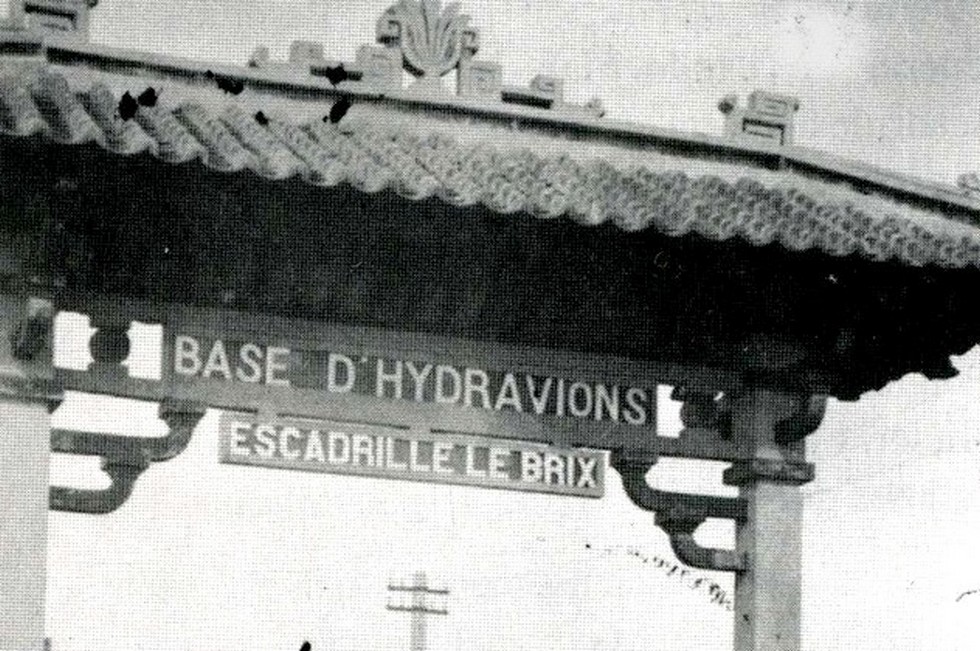 BASE D'HYDRAVIONS
ESCADRILLE LE BRIX